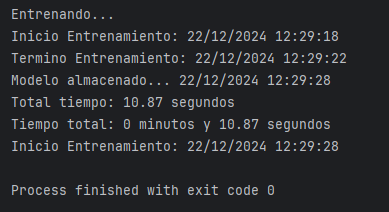 Entrenando...
Inicio Entrenamiento: 22/12/2024 12:29:18
Termino Entrenamiento: 22/12/2024 12:29:22
Modelo almacenado... 22/12/2024 12:29:28
Total tiempo: 10.87 segundos
Tiempo total: 0 minutos y 10.87 segundos
Inicio Entrenamiento: 22/12/2024 12:29:28
Process finished with exit code 0